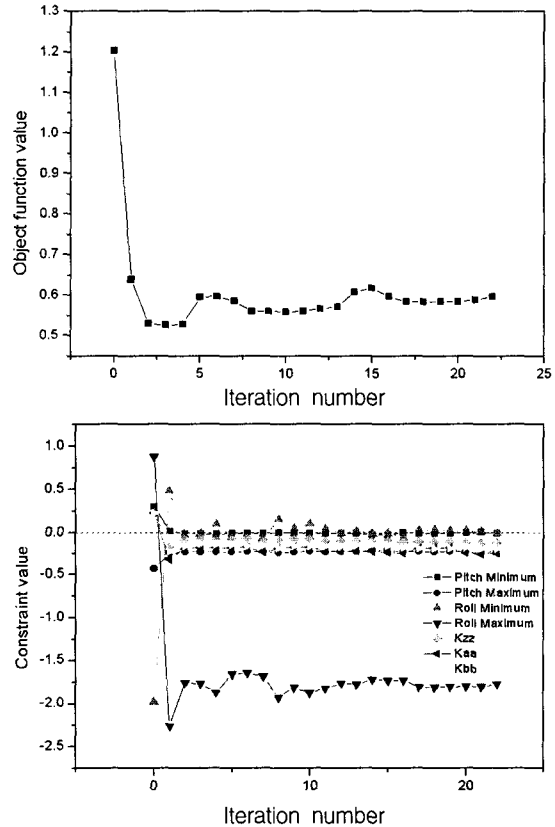 1.3
1.2
1.1
1.0
0.9
0.8
0.7
0.6
0.5
Object function value
0 5 10 15 20 25
Iteration number
1.0
0.5
0.0
-0.5
-1.0
-1.5
-2.0
-2.5
Constraint value
Pitch Minimum
Pitch Maximum
Roll Minimum
Roll Maximum
Kzz
Kaa
Kbb
0 10 20
Iteration number